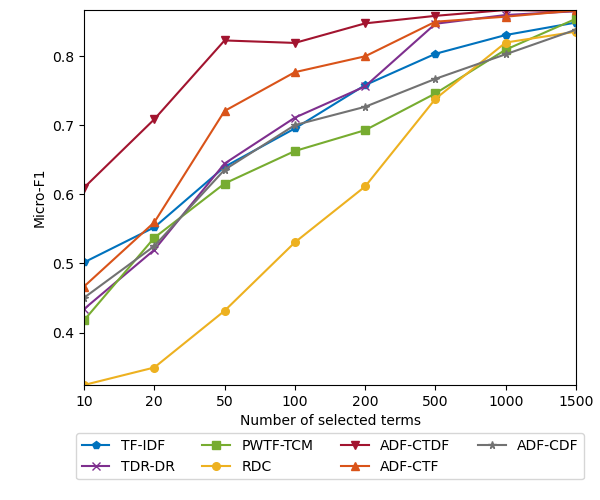 0.8
0.7
0.6
0.5
0.4
Micro-F1
10 20 50 100 200 500 1000 1500
Number of selected terms
TF-IDF PWTF-TCM ADF-CTDF ADF-CDF
TDR-DR RDC ADF-CTF